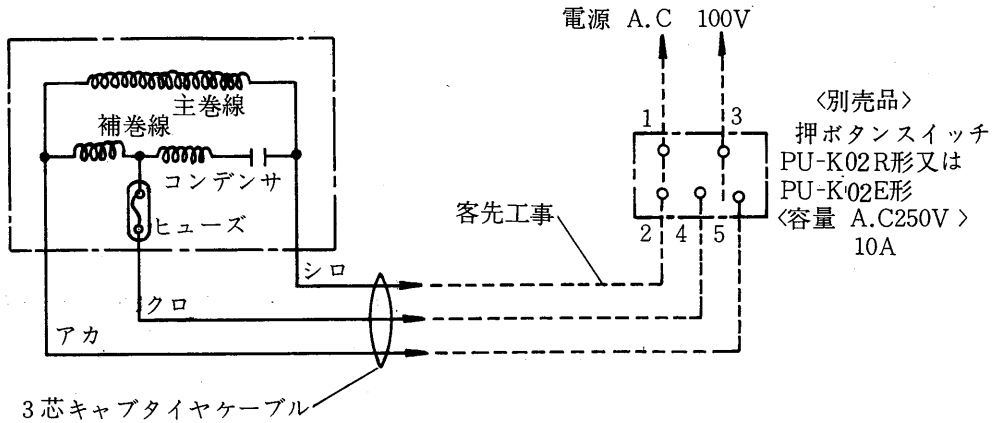 電源 A.C 100V
主巻線
補巻線
コンデンサ
ヒューズ
シロ
クロ
アカ
3芯キャブタイヤケーブル
客先工事
1 3
2 4 5
〈別売品〉
押ボタンスイッチ
PU-K02R形又は
PU-K02E形
〈容量 A.C250V〉
10A